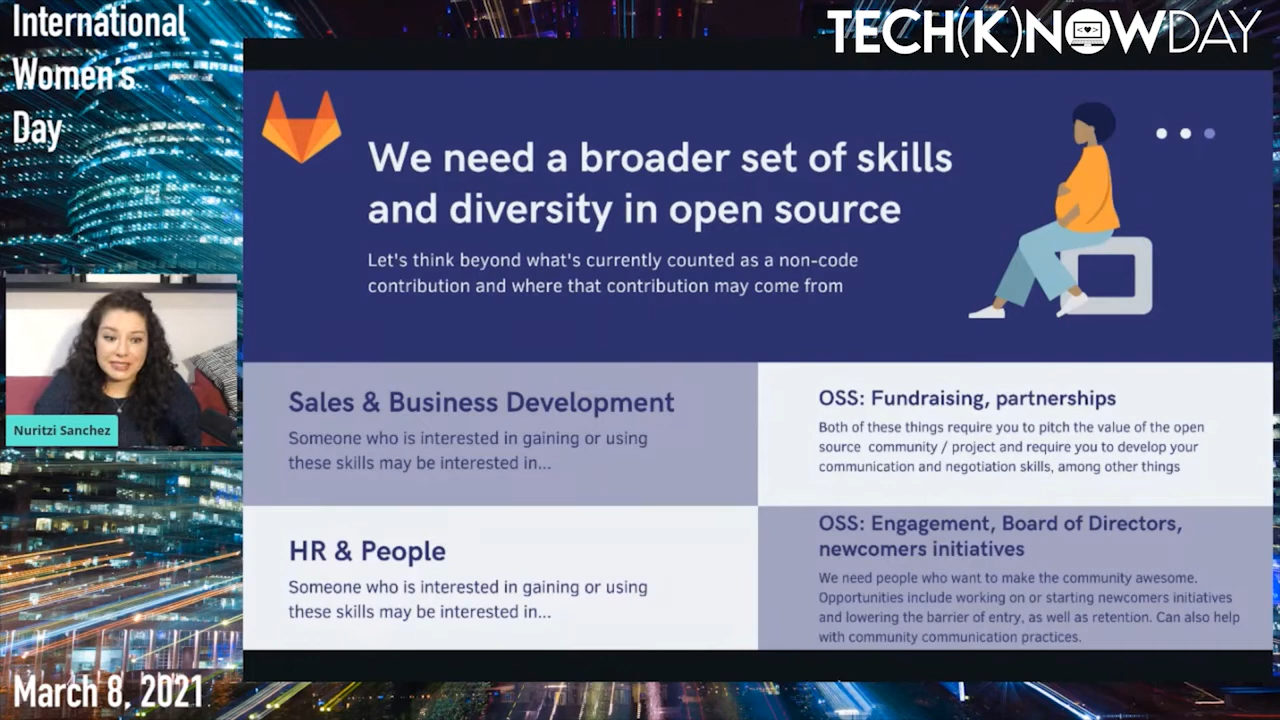 International
Women's
Day
TECH(K)NOWDAY
We need a broader set of skills
and diversity in open source
Let's think beyond what's currently counted as a non-code
contribution and where that contribution may come from
Nuritzi Sanchez
Sales & Business Development
Someone who is interested in gaining or using
these skills may be interested in...
OSS: Fundraising, partnerships
Both of these things require you to pitch the value of the open
source community / project and require you to develop your
communication and negotiation skills, among other things
HR & People
Someone who is interested in gaining or using
these skills may be interested in...
OSS: Engagement, Board of Directors,
newcomers initiatives
We need people who want to make the community awesome.
Opportunities include working on or starting newcomers initiatives
and lowering the barrier of entry, as well as retention. Can also help
with community communication practices.
March 8, 2021